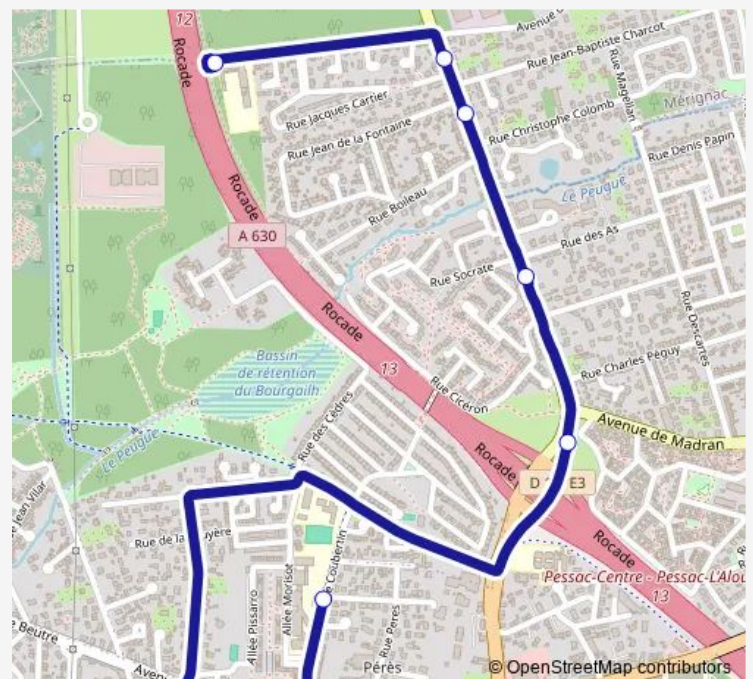 12
Rocade
Avenue d
Rue Jean-Baptiste Charcot
Rue Magellan
Rue Jacques Cartier
Mérignac
Rue Christophe Colomb
Rue Jean de la Fontaine
Rue Denis Papin
Le Peugue
Rocade
Rue Boileau
A 630
Rue des As
Rue Socrate
Rue Descartes
Rocade
Bassin
de rétention
du Bourgailh
13
Rue Charles Péguy
Rue Cicéron
Rue des Cèdres
Avenue de Madran
Le Peugue
Rocade
D
E3
Jean Vilar
Rue de la
uyère
Coubertin
Rocade
Pessac-Centre - Pessac-L'Alou
13
Allée Pissarro
Allée Morisot
Rue Peres
e Beutre
Aven
Pérès
© OpenStreetMap contributors